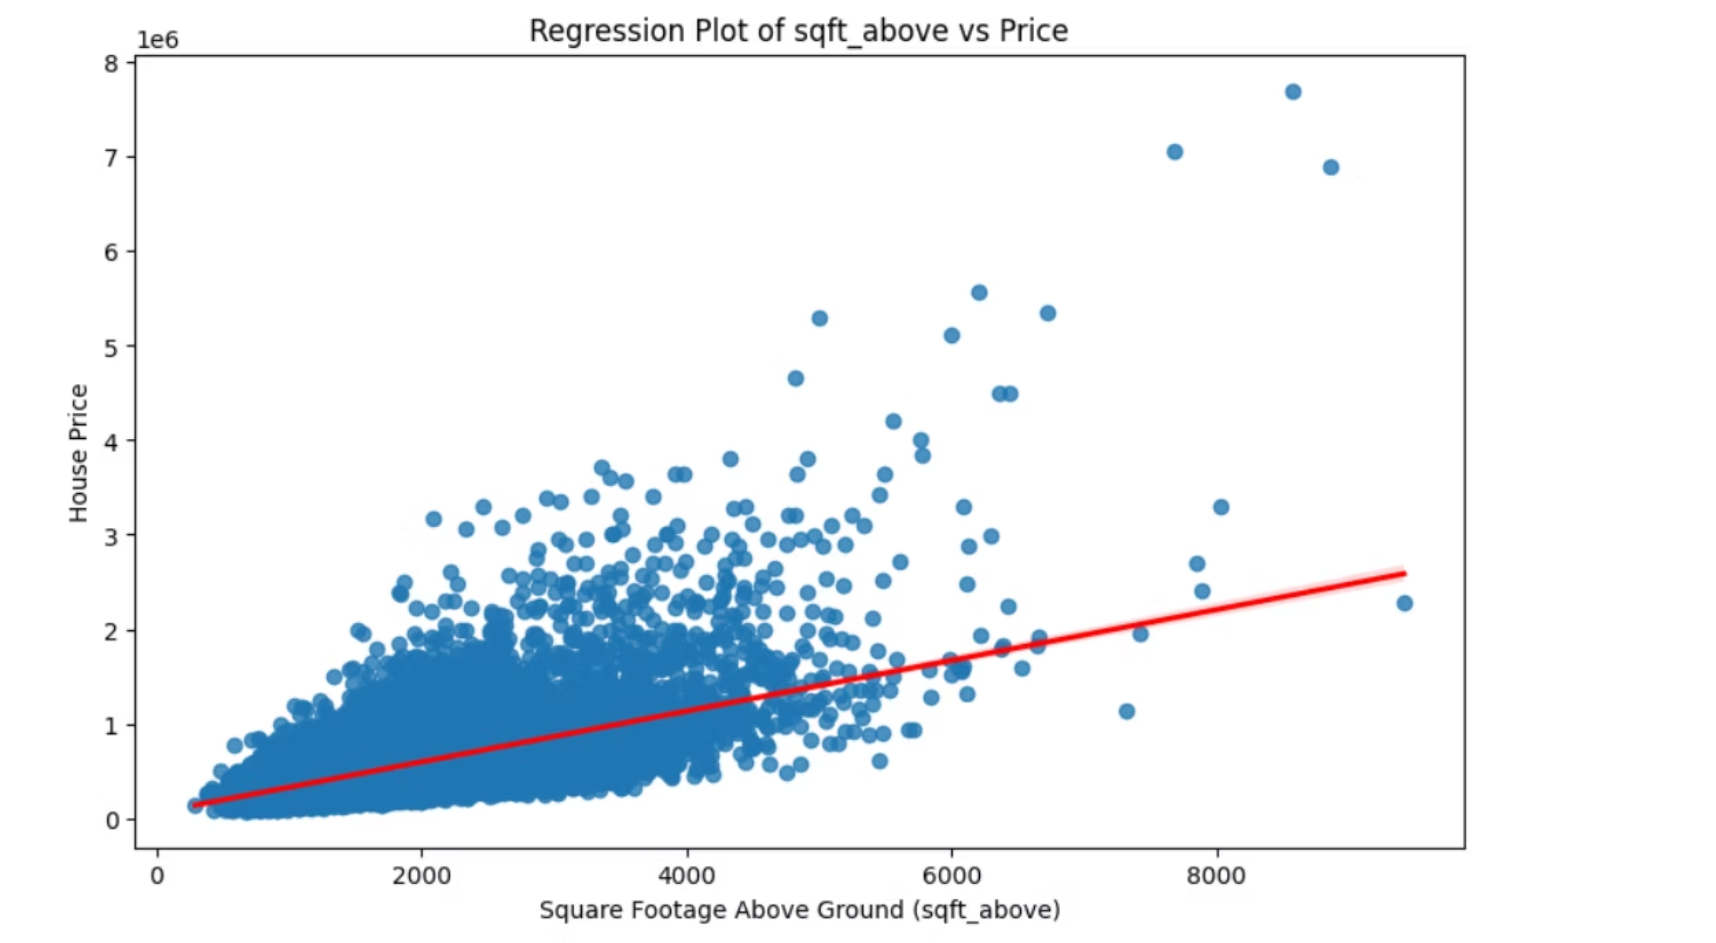 Regression Plot of sqft_above vs Price
1e6
8
7
6
5
4
3
2
1
0
House Price
0 2000 4000 6000 8000
Square Footage Above Ground (sqft_above)